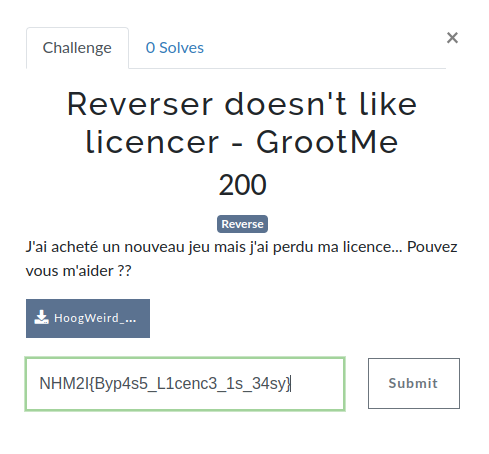 Challenge
0 Solves
×
Reverser doesn't like
licencer - GrootMe
200
Reverse
J'ai acheté un nouveau jeu mais j'ai perdu ma licence... Pouvez
vous m'aider ??
HoogWeird_...
NHM2I{Byp4s5_L1cenc3_1s_34sy}
Submit